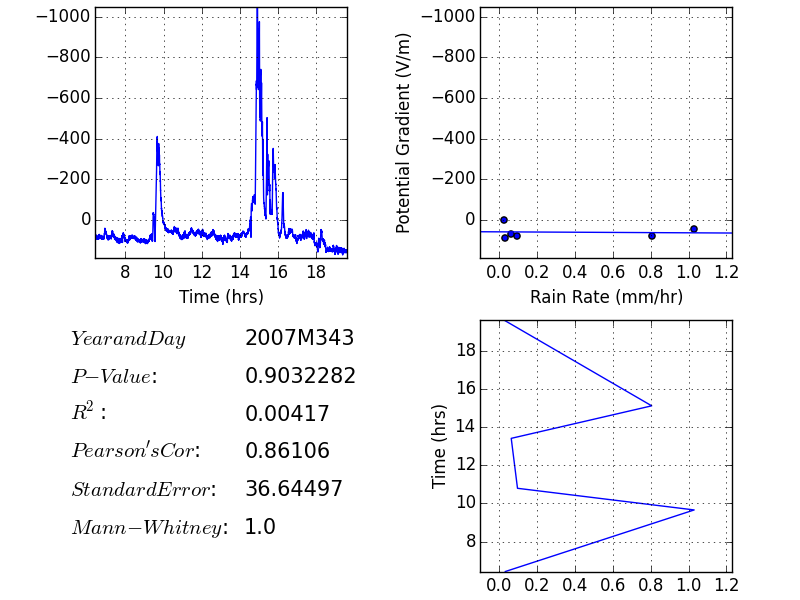 −1000
−800
−600
−400
−200
0
8 10 12 14 16 18
Time (hrs)
Potential Gradient (V/m)
−1000
−800
−600
−400
−200
0
0.0 0.2 0.4 0.6 0.8 1.0 1.2
Rain Rate (mm/hr)
YearandDay 2007M343
P−Value: 0.9032282
R²: 0.00417
Pearson'sCor: 0.86106
StandardError: 36.64497
Mann−Whitney: 1.0
Time (hrs)
18
16
14
12
10
8
0.0 0.2 0.4 0.6 0.8 1.0 1.2